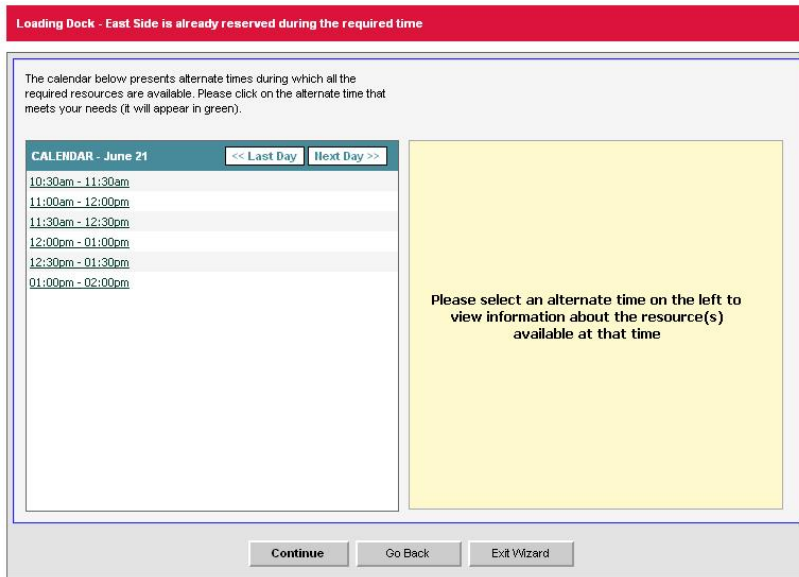 Loading Dock - East Side is already reserved during the required time
The calendar below presents alternate times during which all the
required resources are available. Please click on the alternate time that
meets your needs (it will appear in green).
CALENDAR - June 21
<< Last Day
Next Day >>
10:30am - 11:30am
11:00am - 12:00pm
11:30am - 12:30pm
12:00pm - 01:00pm
12:30pm - 01:30pm
01:00pm - 02:00pm
Please select an alternate time on the left to
view information about the resource(s)
available at that time
Continue
Go Back
Exit Wizard